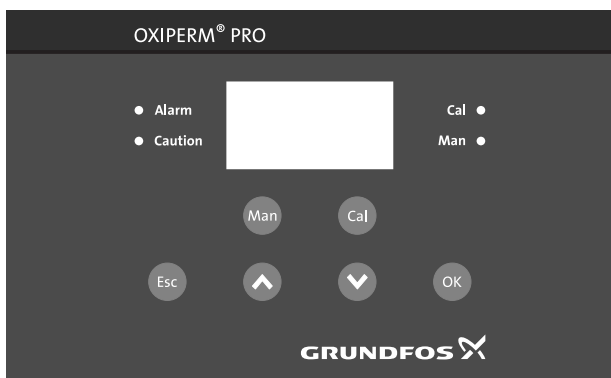 OXIPERM® PRO
Alarm
Cal
Caution
Man
Man
Cal
Esc
OK
GRUNDFOS